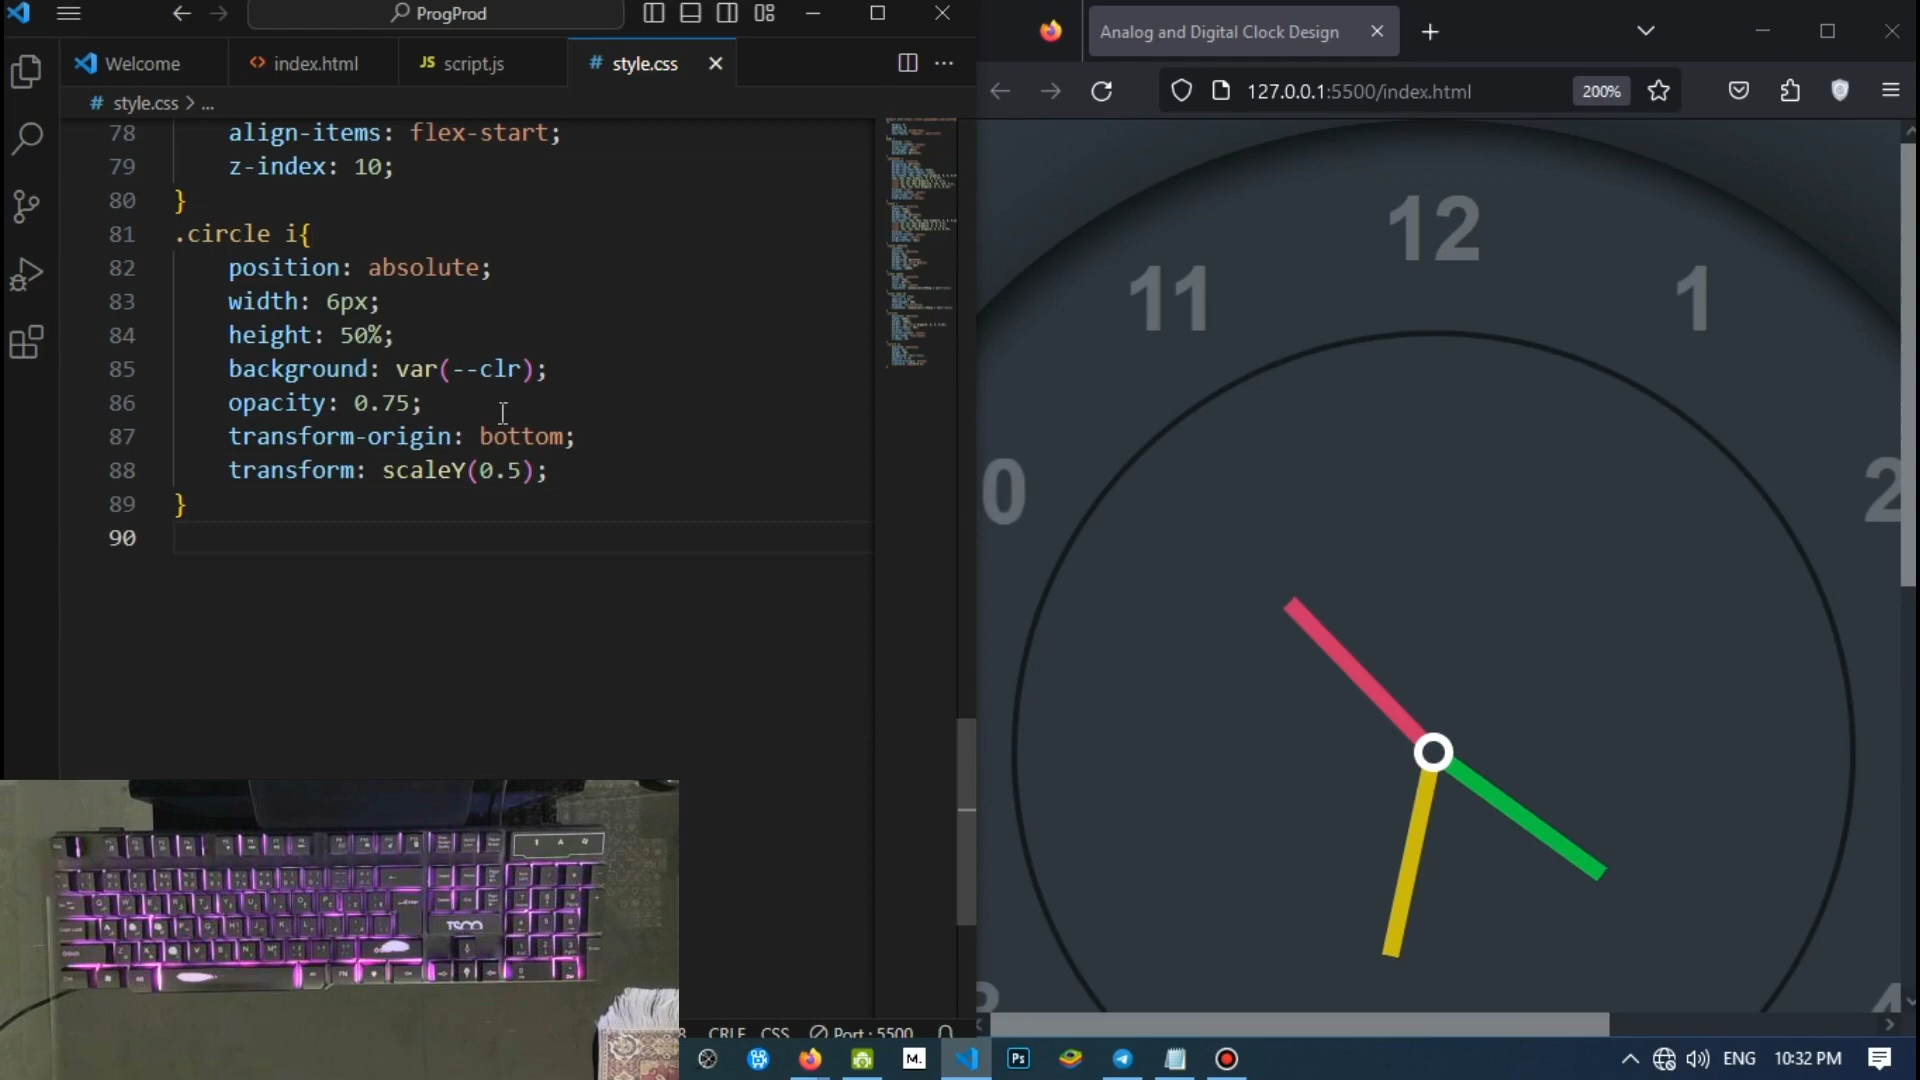 ProgProd
Welcome
index.html
JS script.js
# style.css
# style.css > ...
78 align-items: flex-start;
79 z-index: 10;
80 }
81 .circle i{
82 position: absolute;
83 width: 6px;
84 height: 50%;
85 background: var(--clr);
86 opacity: 0.75;
87 transform-origin: bottom;
88 transform: scaleY(0.5);
89 }
90
CRLF CSS Port : 5500
TSCO
Analog and Digital Clock Design
127.0.0.1:5500/index.html
200%
12
11
1
0
2
4
M.
Ps
ENG
10:32 PM